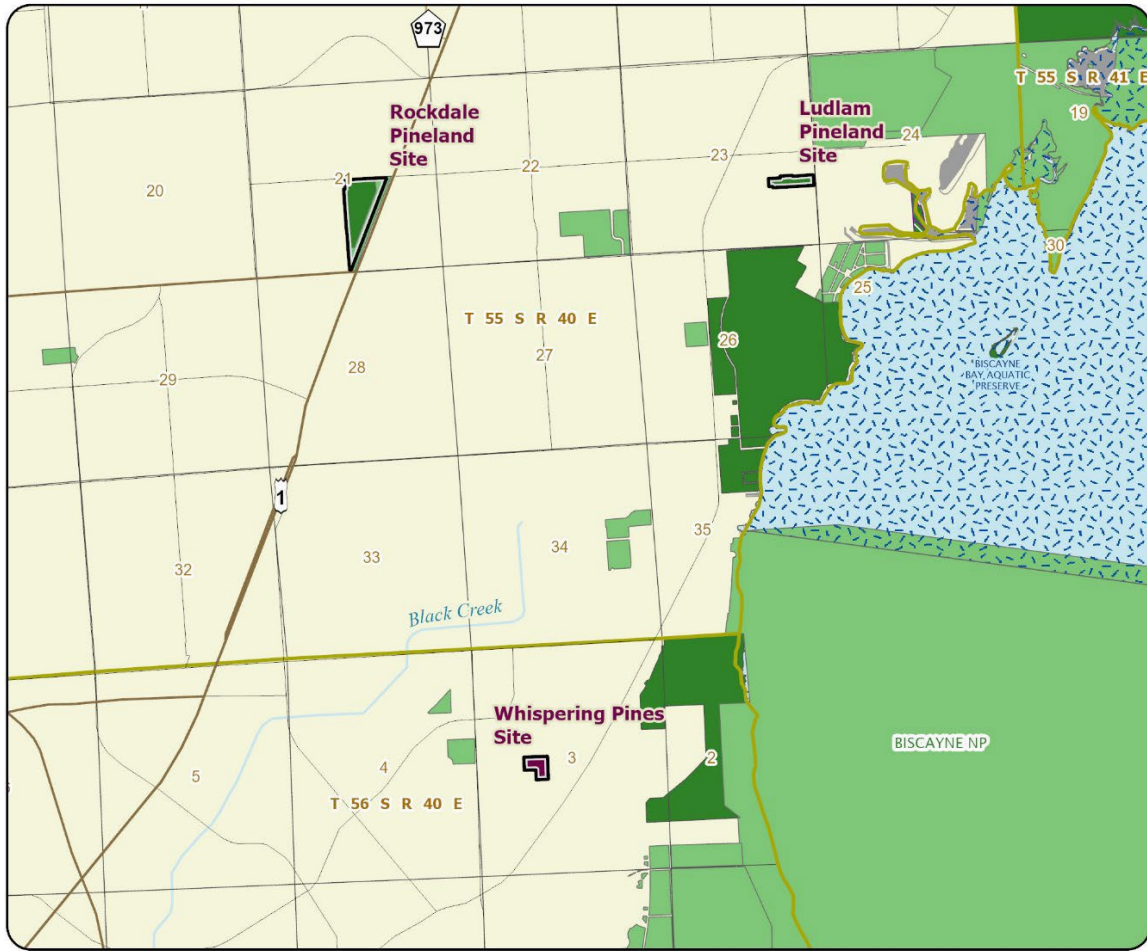 973
T 55 S R 41 E
Rockdale
Pineland
Site
Ludlam
Pineland
Site
19
24
23
22
21
20
30
25
26
T 55 S R 40 E
27
28
29
BISCAYNE
BAY AQUATIC
PRESERVE
1
35
34
33
32
Black Creek
Whispering Pines
Site
BISCAYNE NP
2
3
4
5
T 56 S R 40 E